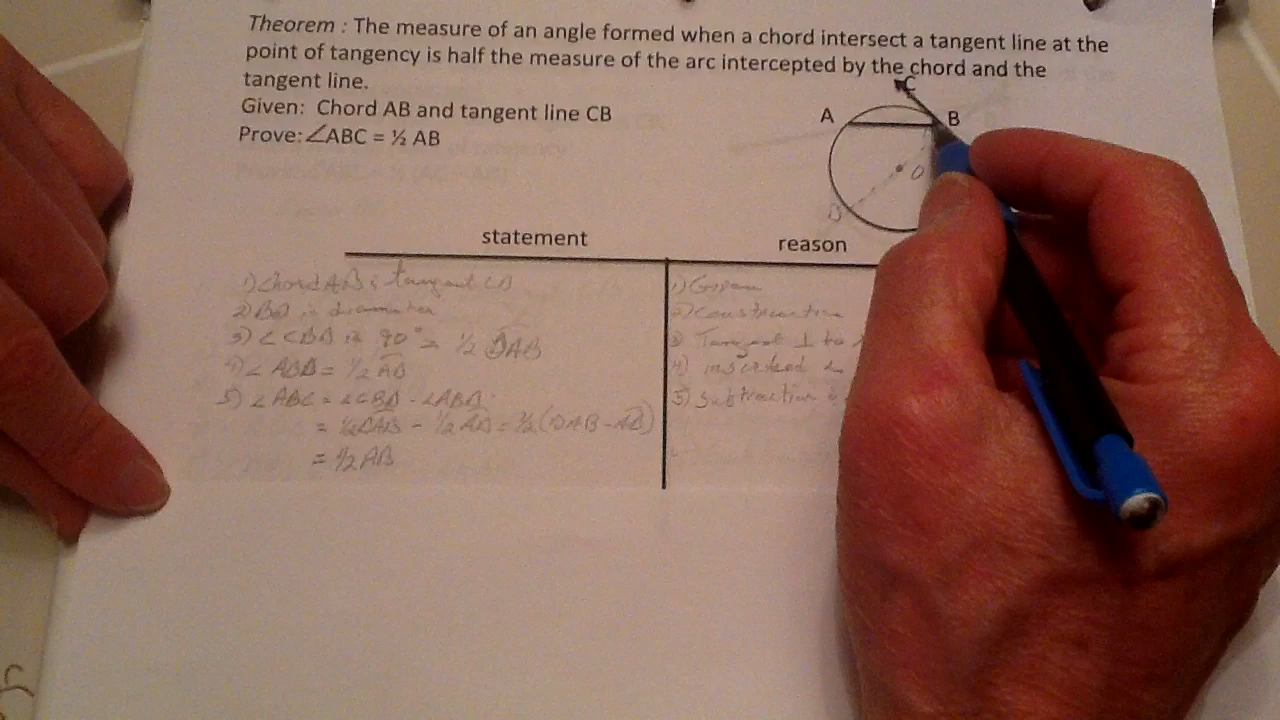 Theorem : The measure of an angle formed when a chord intersect a tangent line at the
point of tangency is half the measure of the arc intercepted by the chord and the
tangent line.
Given: Chord AB and tangent line CB
Prove: ∠ABC = ½ AB
C
A
B
O
D
statement
reason
1) Chord AB & tangent CB
1) Given
2) BD is diameter
2) Construction
3) ∠CBD is 90° = ½ DAB
3) Tangent ⊥ to
4) ∠ABD = ½ AD
4) inscribed ∠
5) ∠ABC = ∠CBD - ∠ABD
5) Subtraction
= ½ DAB - ½ AD = ½ (DAB - AD)
= ½ AB